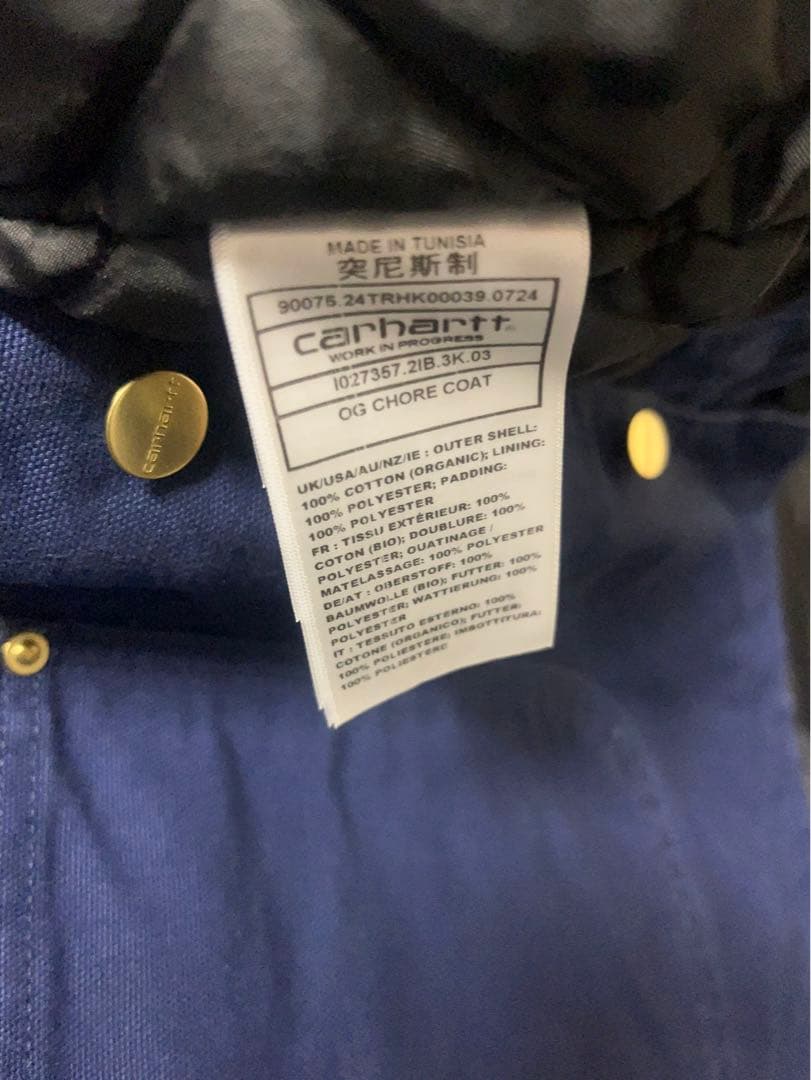 MADE IN TUNISIA
突尼斯制
90075.24TRHK00039.0724
carhartt
WORK IN PROGRESS
I027357.2IB.3K.03
OG CHORE COAT
UK/USA/AU/NZ/IE : OUTER SHELL:
100% COTTON (ORGANIC); LINING:
100% POLYESTER; PADDING:
100% POLYESTER
FR : TISSU EXTÉRIEUR: 100%
COTON (BIO); DOUBLURE: 100%
POLYESTER; OUATINAGE /
MATELASSAGE: 100% POLYESTER
DE/AT : OBERSTOFF: 100%
BAUMWOLLE (BIO); FUTTER: 100%
POLYESTER; WATTIERUNG: 100%
POLYESTER
IT : TESSUTO ESTERNO: 100%
COTONE (ORGANICO); FUTTER:
100% POLIESTERE; IMBOTTITURA:
100% POLIESTERO
carhartt